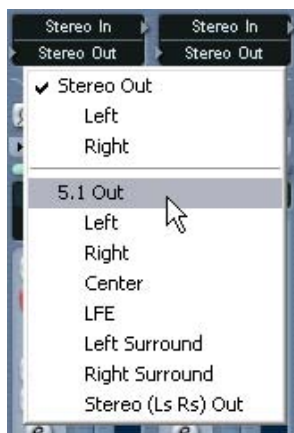 Stereo In Stereo In
Stereo Out Stereo Out
Stereo Out
Left
Right
5.1 Out
Left
Right
Center
LFE
Left Surround
Right Surround
Stereo (Ls Rs) Out